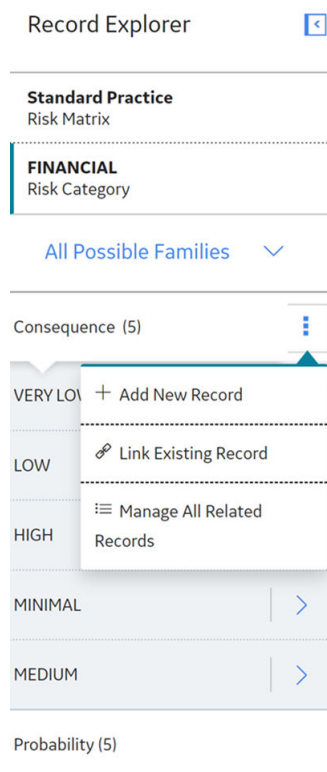 Record Explorer
Standard Practice
Risk Matrix
FINANCIAL
Risk Category
All Possible Families
Consequence (5)
VERY LOW
Add New Record
LOW
Link Existing Record
HIGH
Manage All Related
Records
MINIMAL
MEDIUM
Probability (5)